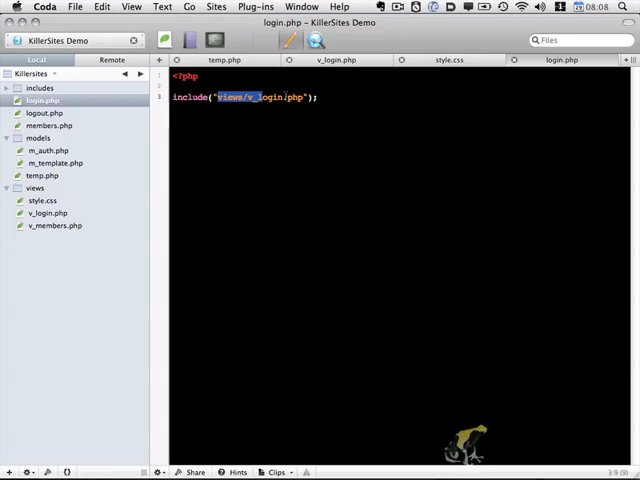 Coda File Edit View Text Go Sites Plug-ins Window Help 08:08
login.php — KillerSites Demo
KillerSites Demo
Files
Local Remote temp.php v_login.php style.css login.php
Killersites
includes
login.php
logout.php
members.php
models
m_auth.php
m_template.php
temp.php
views
style.css
v_login.php
v_members.php
1 <?php
2
3 include("views/v_login.php");
Share Hints Clips 3:9 (9)